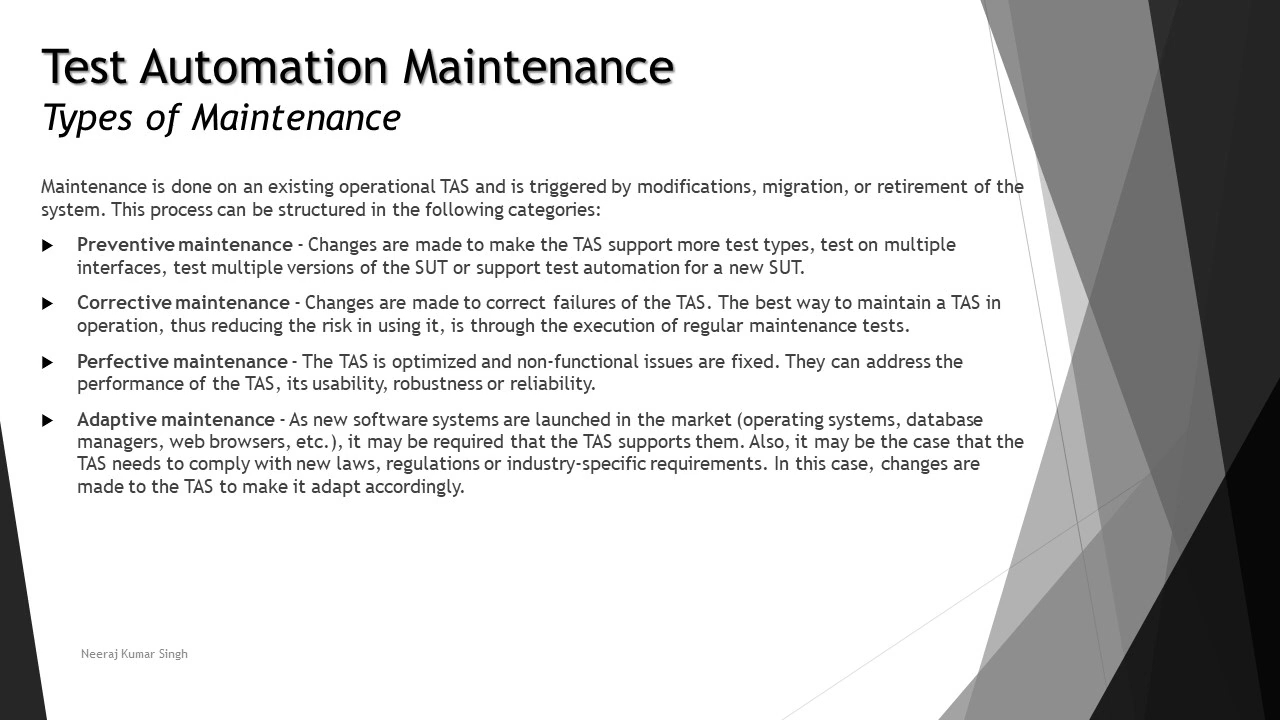 Test Automation Maintenance
Types of Maintenance
Maintenance is done on an existing operational TAS and is triggered by modifications, migration, or retirement of the
system. This process can be structured in the following categories:
Preventive maintenance - Changes are made to make the TAS support more test types, test on multiple
interfaces, test multiple versions of the SUT or support test automation for a new SUT.
Corrective maintenance - Changes are made to correct failures of the TAS. The best way to maintain a TAS in
operation, thus reducing the risk in using it, is through the execution of regular maintenance tests.
Perfective maintenance - The TAS is optimized and non-functional issues are fixed. They can address the
performance of the TAS, its usability, robustness or reliability.
Adaptive maintenance - As new software systems are launched in the market (operating systems, database
managers, web browsers, etc.), it may be required that the TAS supports them. Also, it may be the case that the
TAS needs to comply with new laws, regulations or industry-specific requirements. In this case, changes are
made to the TAS to make it adapt accordingly.
Neeraj Kumar Singh